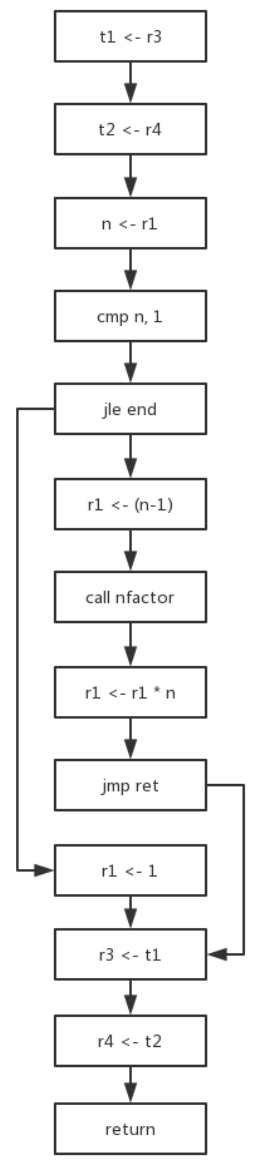 t1 <- r3
t2 <- r4
n <- r1
cmp n, 1
jle end
r1 <- (n-1)
call nfactor
r1 <- r1 * n
jmp ret
r1 <- 1
r3 <- t1
r4 <- t2
return